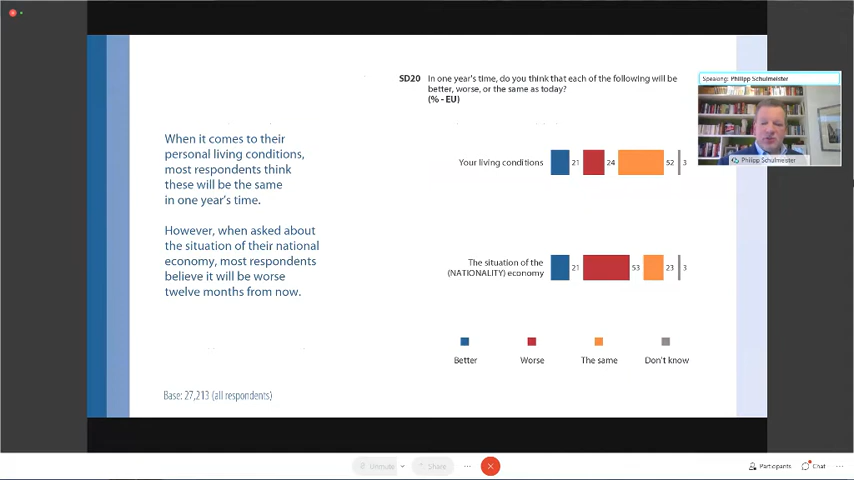 SD20 In one year's time, do you think that each of the following will be
better, worse, or the same as today?
(% - EU)
Speaking: Philipp Schulmeister
Philipp Schulmeister
When it comes to their
personal living conditions,
most respondents think
these will be the same
in one year's time.
However, when asked about
the situation of their national
economy, most respondents
believe it will be worse
twelve months from now.
Your living conditions 21 24 52 3
The situation of the
(NATIONALITY) economy 21 53 23 3
Better Worse The same Don't know
Base: 27,213 (all respondents)
Unmute Share Participants Chat